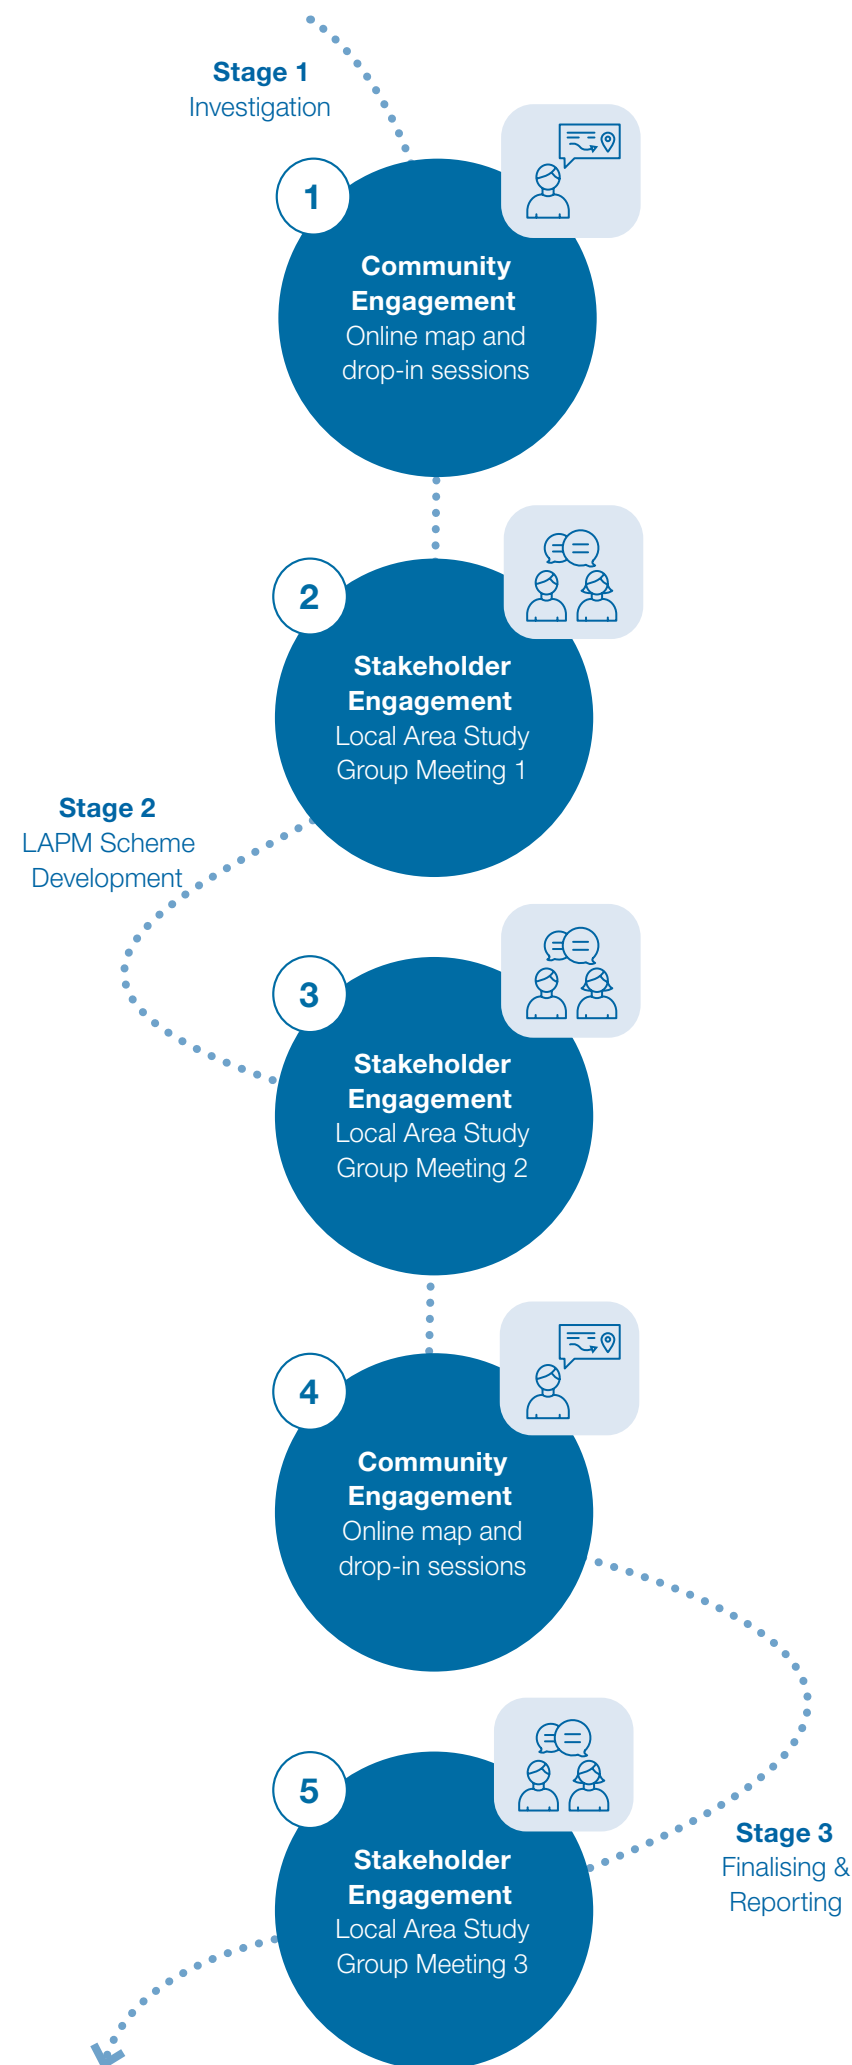 Stage 1
Investigation
1
Community
Engagement
Online map and
drop-in sessions
2
Stakeholder
Engagement
Local Area Study
Group Meeting 1
Stage 2
LAPM Scheme
Development
3
Stakeholder
Engagement
Local Area Study
Group Meeting 2
4
Community
Engagement
Online map and
drop-in sessions
5
Stakeholder
Engagement
Local Area Study
Group Meeting 3
Stage 3
Finalising &
Reporting